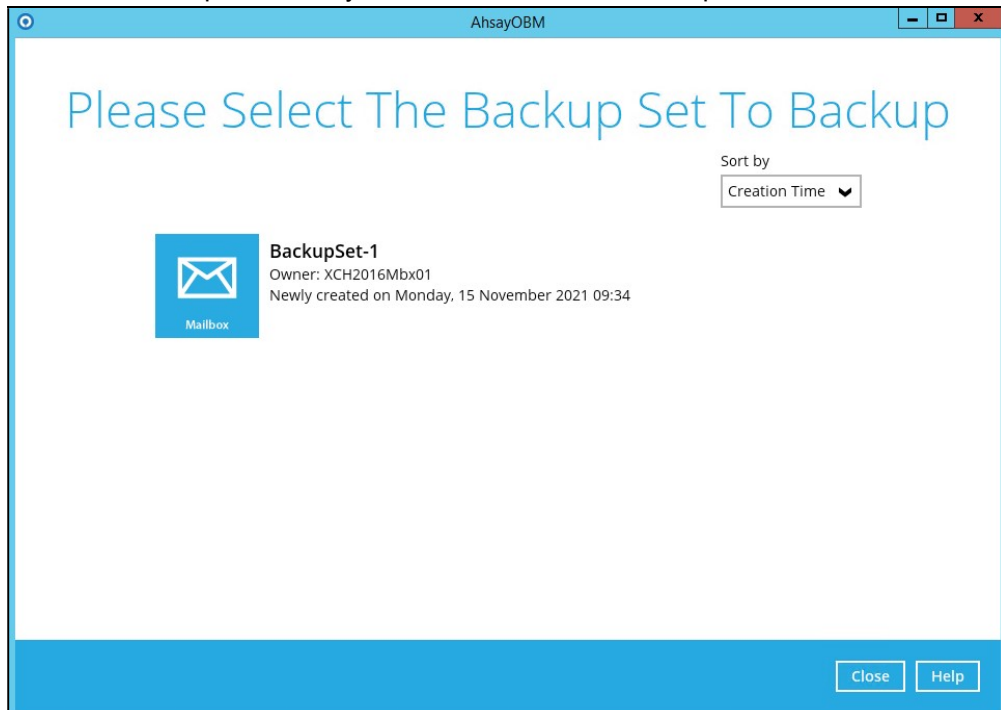 AhsayOBM
Please Select The Backup Set To Backup
Sort by
Creation Time
BackupSet-1
Owner: XCH2016Mbx01
Newly created on Monday, 15 November 2021 09:34
Mailbox
Close Help